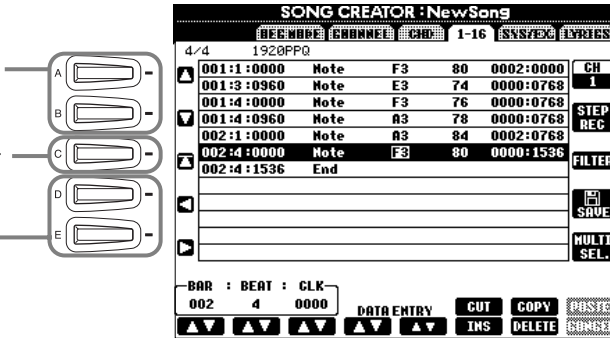 SONG CREATOR : NewSong
REC MODE CHANNEL CHD 1-16 SYS/EX. LYRICS
4/4 1920PPQ
001:1:0000 Note F3 80 0002:0000
001:3:0960 Note E3 74 0000:0768
001:4:0000 Note F3 76 0000:0768
001:4:0960 Note A3 78 0000:0768
002:1:0000 Note A3 84 0002:0768
002:4:0000 Note F3 80 0000:1536
002:4:1536 End
CH
1
STEP
REC
FILTER
SAVE
MULTI
SEL.
A
B
C
D
E
BAR : BEAT : CLK
002 4 0000
DATA ENTRY
CUT COPY PASTE
INS DELETE CANCEL